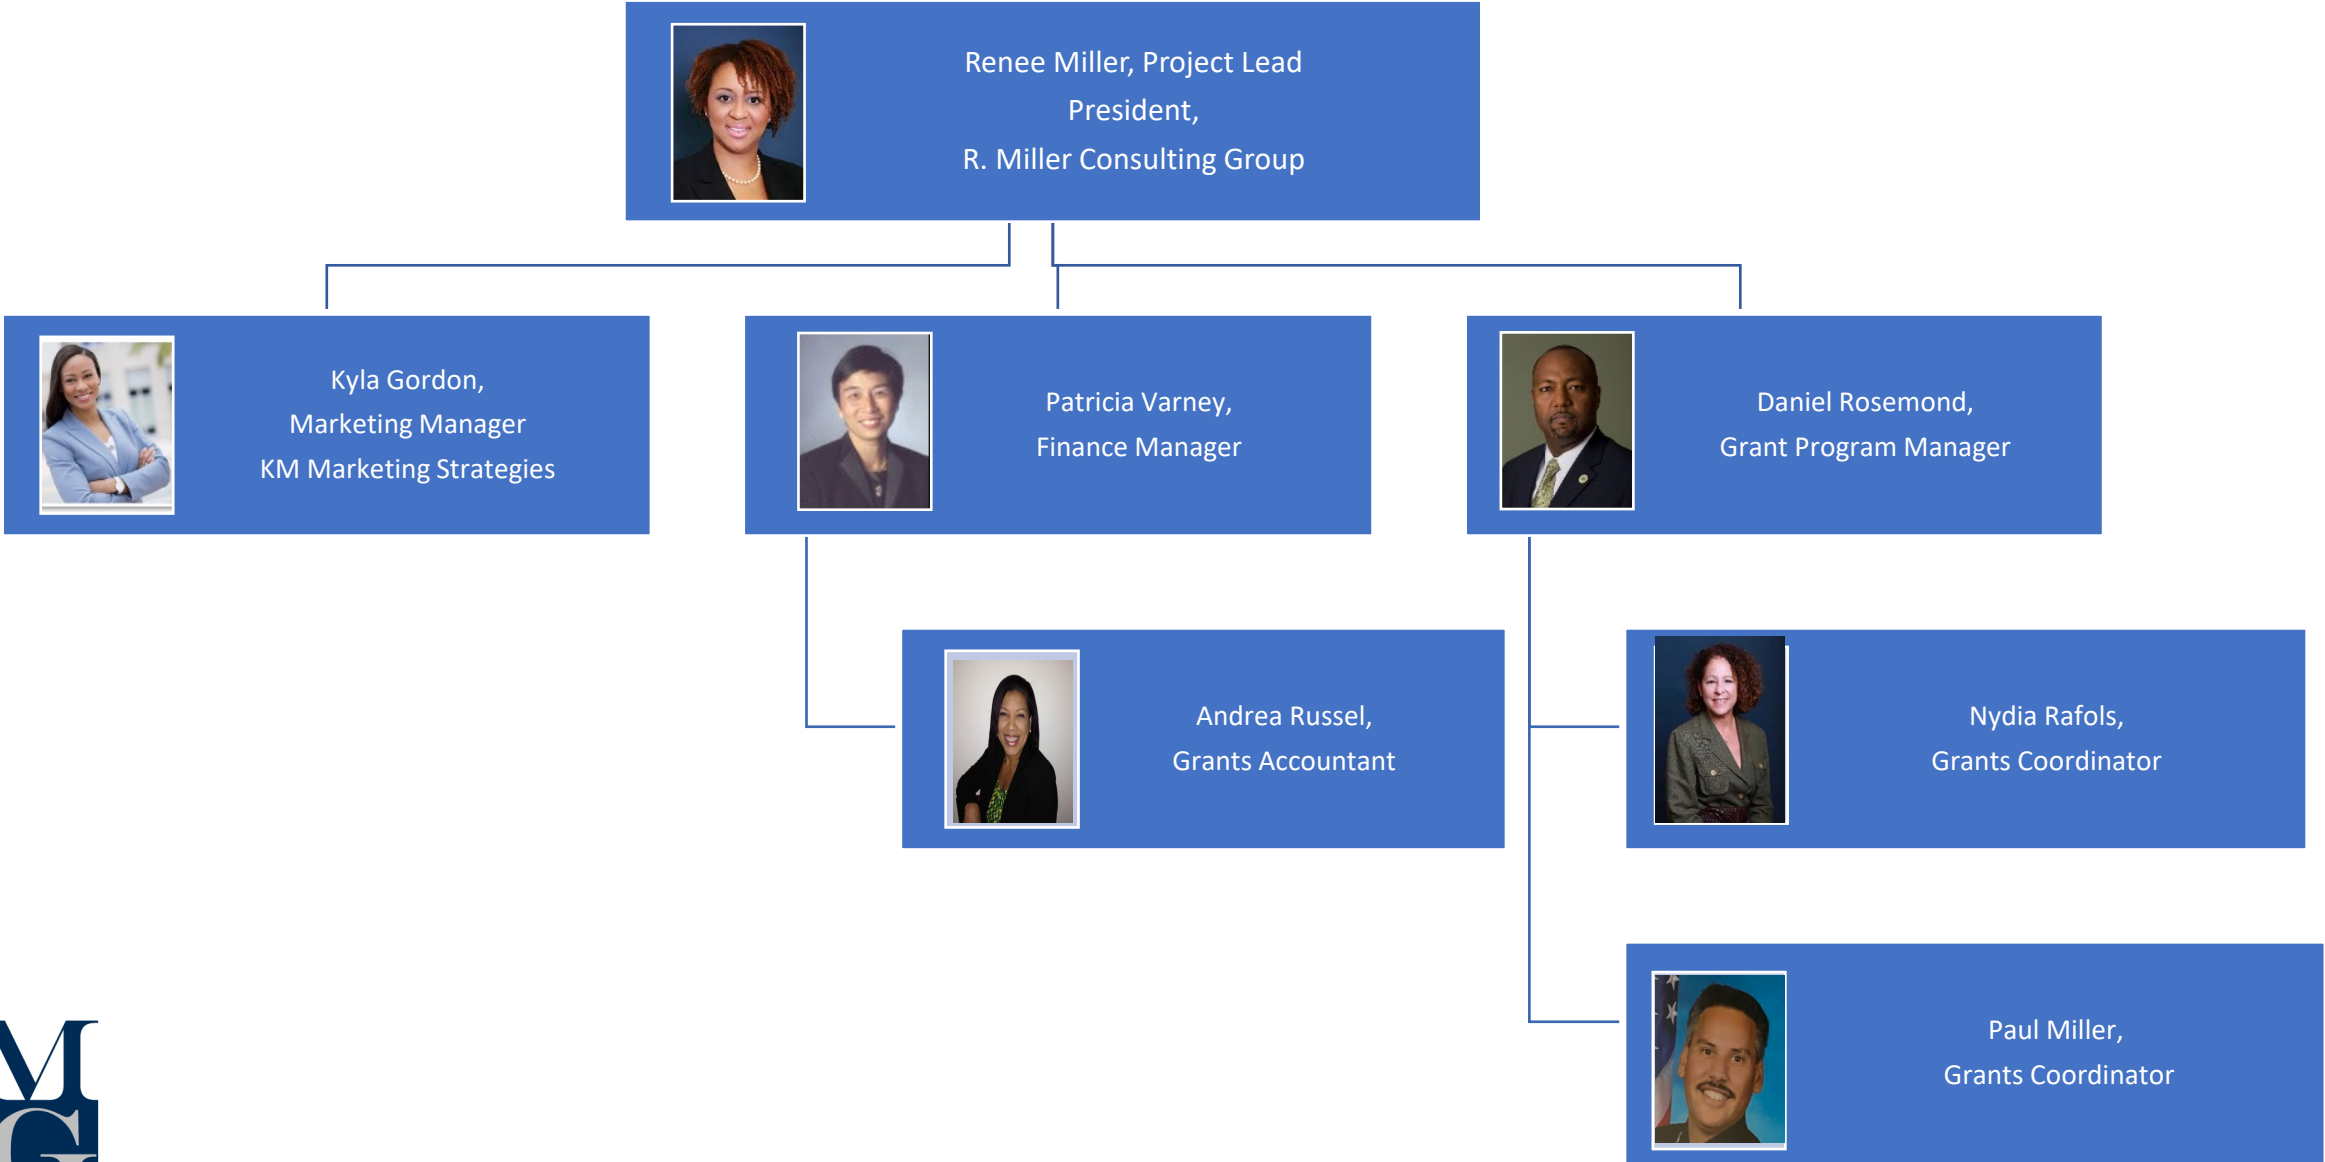 Renee Miller, Project Lead
President,
R. Miller Consulting Group
Kyla Gordon,
Marketing Manager
KM Marketing Strategies
Patricia Varney,
Finance Manager
Daniel Rosemond,
Grant Program Manager
Andrea Russel,
Grants Accountant
Nydia Rafols,
Grants Coordinator
Paul Miller,
Grants Coordinator
M
G